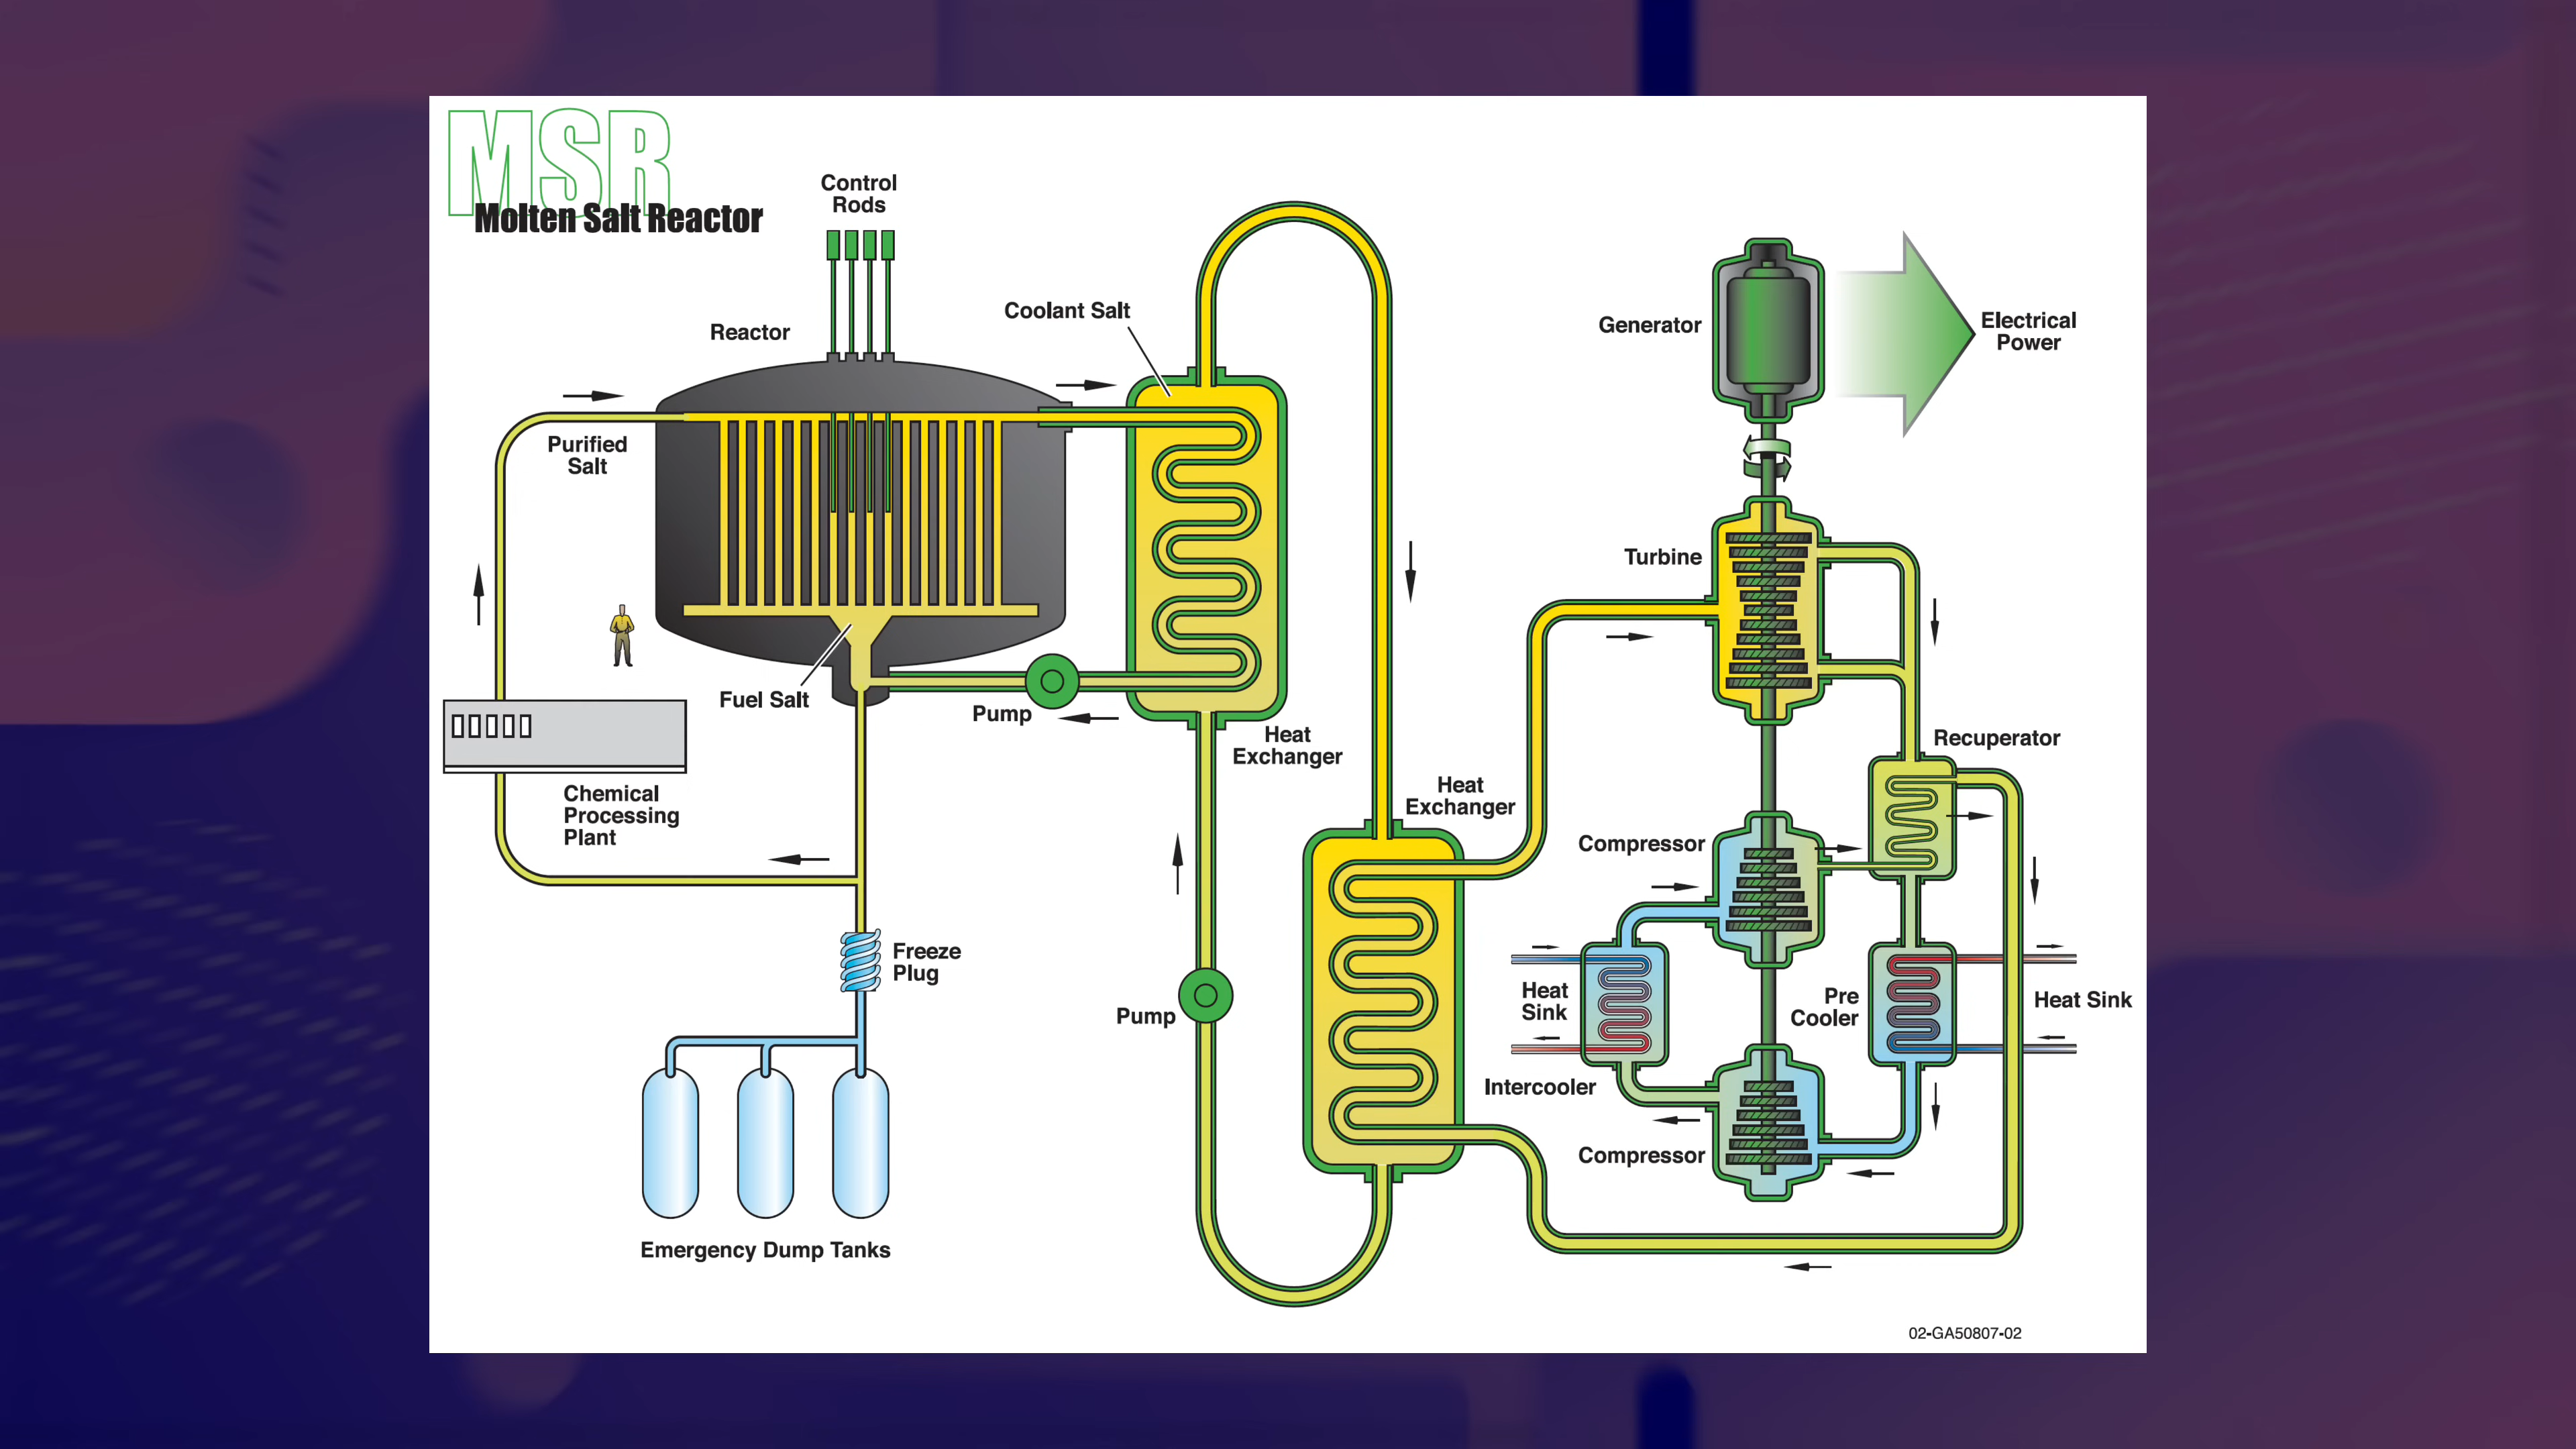 MSR
Molten Salt Reactor
Control
Rods
Reactor
Coolant Salt
Purified
Salt
Fuel Salt
Pump
Heat
Exchanger
Chemical
Processing
Plant
Freeze
Plug
Emergency Dump Tanks
Pump
Heat
Exchanger
Generator
Electrical
Power
Turbine
Recuperator
Compressor
Heat
Sink
Pre
Cooler
Heat Sink
Intercooler
Compressor
02-GA50807-02